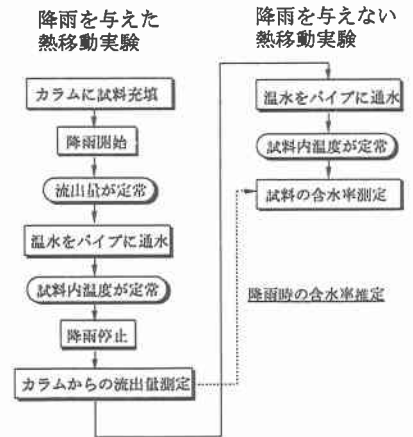 降雨を与えた
熱移動実験
カラムに試料充填
降雨開始
流出量が定常
温水をパイプに通水
試料内温度が定常
降雨停止
カラムからの流出量測定
降雨を与えない
熱移動実験
温水をパイプに通水
試料内温度が定常
試料の含水率測定
降雨時の含水率推定